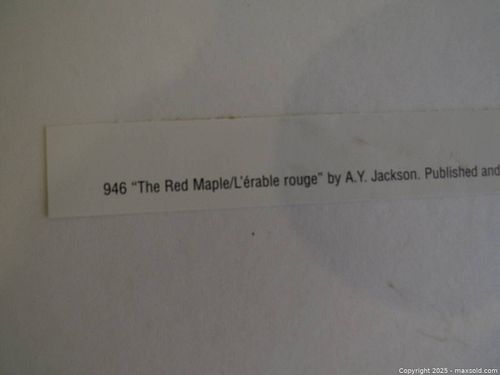 946 “The Red Maple/L’érable rouge” by A.Y. Jackson. Published and
Copyright 2025 - maxsold.com